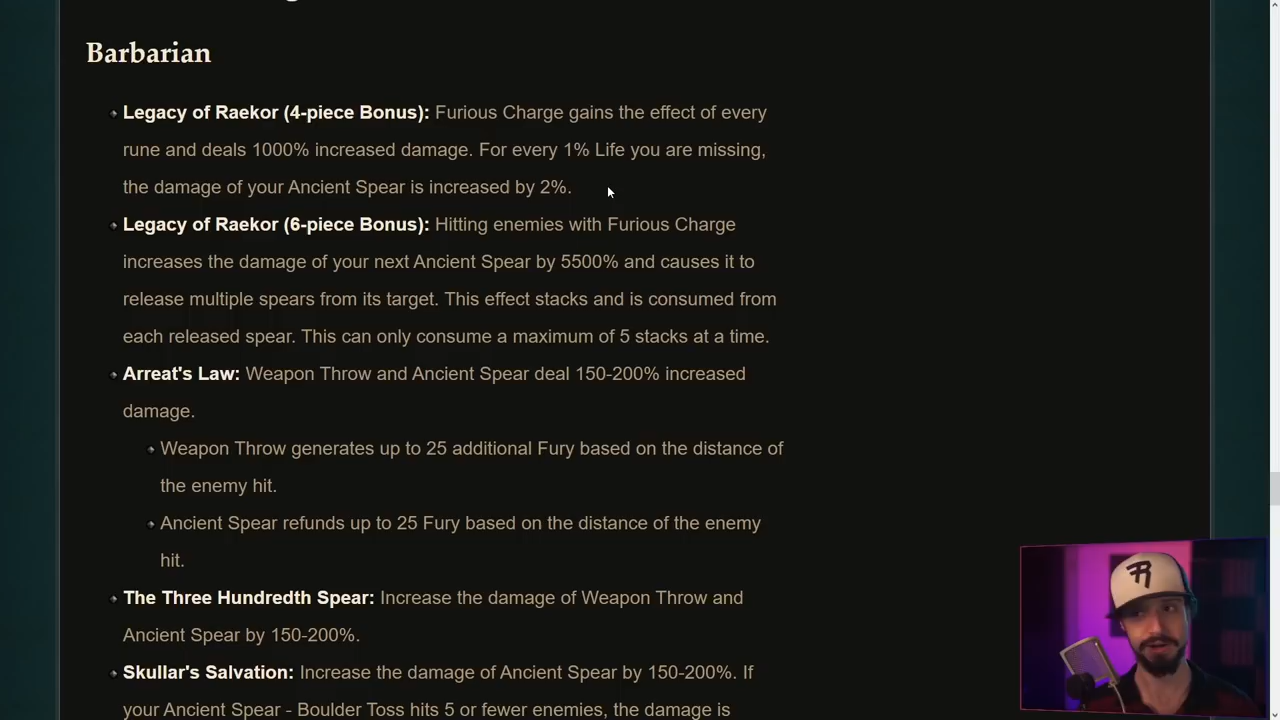 Barbarian
Legacy of Raekor (4-piece Bonus): Furious Charge gains the effect of every
rune and deals 1000% increased damage. For every 1% Life you are missing,
the damage of your Ancient Spear is increased by 2%.
Legacy of Raekor (6-piece Bonus): Hitting enemies with Furious Charge
increases the damage of your next Ancient Spear by 5500% and causes it to
release multiple spears from its target. This effect stacks and is consumed from
each released spear. This can only consume a maximum of 5 stacks at a time.
Arreat's Law: Weapon Throw and Ancient Spear deal 150-200% increased
damage.
Weapon Throw generates up to 25 additional Fury based on the distance of
the enemy hit.
Ancient Spear refunds up to 25 Fury based on the distance of the enemy
hit.
The Three Hundredth Spear: Increase the damage of Weapon Throw and
Ancient Spear by 150-200%.
Skullar's Salvation: Increase the damage of Ancient Spear by 150-200%. If
your Ancient Spear - Boulder Toss hits 5 or fewer enemies, the damage is